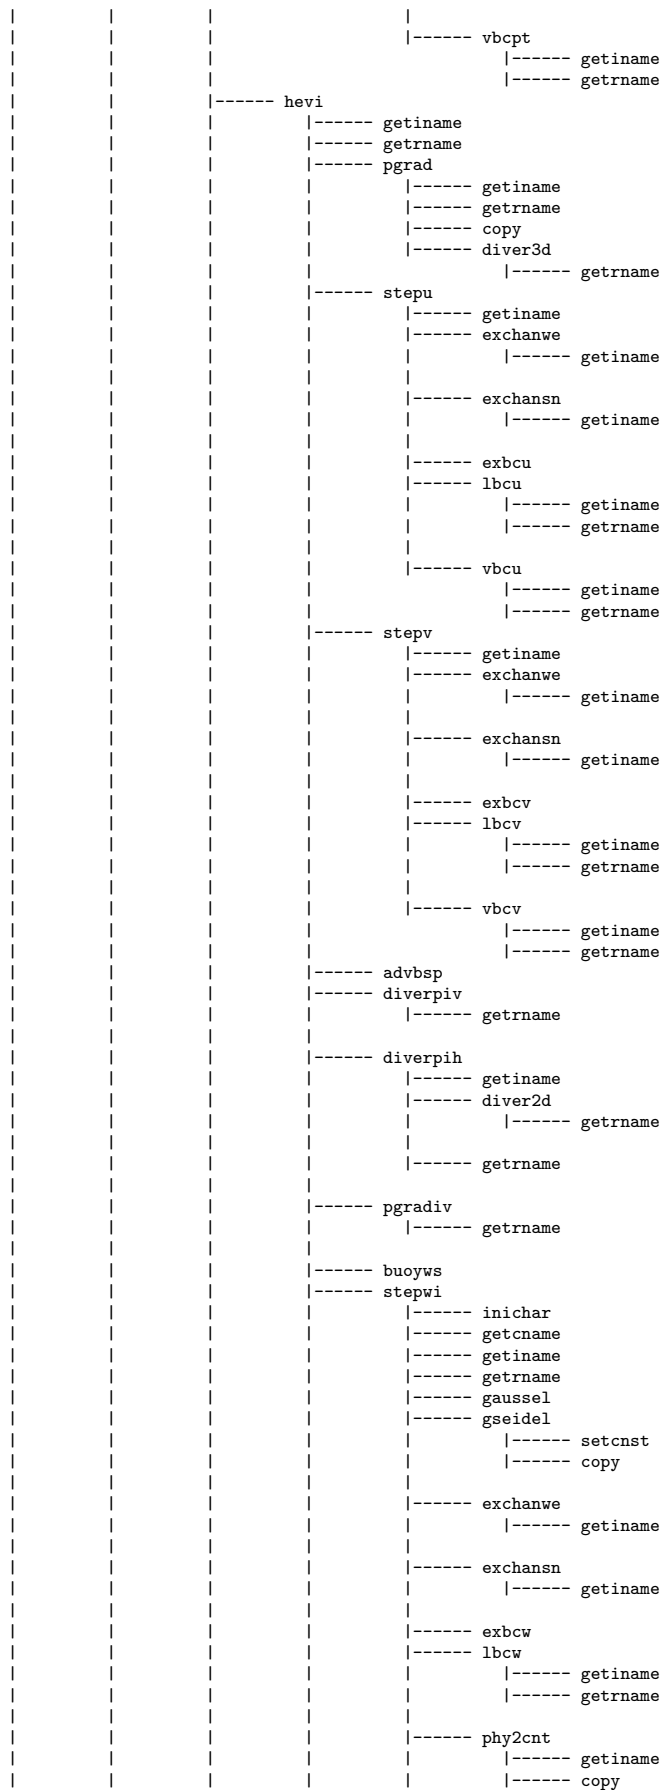 | | | |
| | | |------ vbcpt
| | | |------ getiname
| | | |------ getrname
| | |------ hevi
| | | |------ getiname
| | | |------ getrname
| | | |------ pgrad
| | | | |------ getiname
| | | | |------ getrname
| | | | |------ copy
| | | | |------ diver3d
| | | | |------ getrname
| | | |------ stepu
| | | | |------ getiname
| | | | |------ exchanwe
| | | | | |------ getiname
| | | | |
| | | | |------ exchansn
| | | | | |------ getiname
| | | | |
| | | | |------ exbcu
| | | | |------ lbcu
| | | | | |------ getiname
| | | | | |------ getrname
| | | | |
| | | | |------ vbcu
| | | | |------ getiname
| | | | |------ getrname
| | | |------ stepv
| | | | |------ getiname
| | | | |------ exchanwe
| | | | | |------ getiname
| | | | |
| | | | |------ exchansn
| | | | | |------ getiname
| | | | |
| | | | |------ exbcv
| | | | |------ lbcv
| | | | | |------ getiname
| | | | | |------ getrname
| | | | |
| | | | |------ vbcv
| | | | |------ getiname
| | | | |------ getrname
| | | |------ advbsp
| | | |------ diverpiv
| | | | |------ getrname
| | | |
| | | |------ diverpih
| | | | |------ getiname
| | | | |------ diver2d
| | | | | |------ getrname
| | | | |
| | | | |------ getrname
| | | |
| | | |------ pgradiv
| | | | |------ getrname
| | | |
| | | |------ buoyws
| | | |------ stepwi
| | | | |------ inichar
| | | | |------ getcname
| | | | |------ getiname
| | | | |------ getrname
| | | | |------ gaussel
| | | | |------ gseidel
| | | | | |------ setcnst
| | | | | |------ copy
| | | | |
| | | | |------ exchanwe
| | | | | |------ getiname
| | | | |
| | | | |------ exchansn
| | | | | |------ getiname
| | | | |
| | | | |------ exbcw
| | | | |------ lbcw
| | | | | |------ getiname
| | | | | |------ getrname
| | | | |
| | | | |------ phy2cnt
| | | | | |------ getiname
| | | | | |------ copy